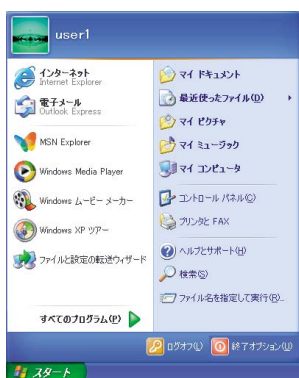 user1
インターネット
Internet Explorer
電子メール
Outlook Express
MSN Explorer
Windows Media Player
Windows ムービー メーカー
Windows XP ツアー
ファイルと設定の転送ウィザード
すべてのプログラム(P)
マイ ドキュメント
最近使ったファイル(D)
マイ ピクチャ
マイ ミュージック
マイ コンピュータ
コントロール パネル(C)
プリンタと FAX
ヘルプとサポート(H)
検索(S)
ファイル名を指定して実行(R)...
ログオフ(L)
終了オプション(U)
スタート